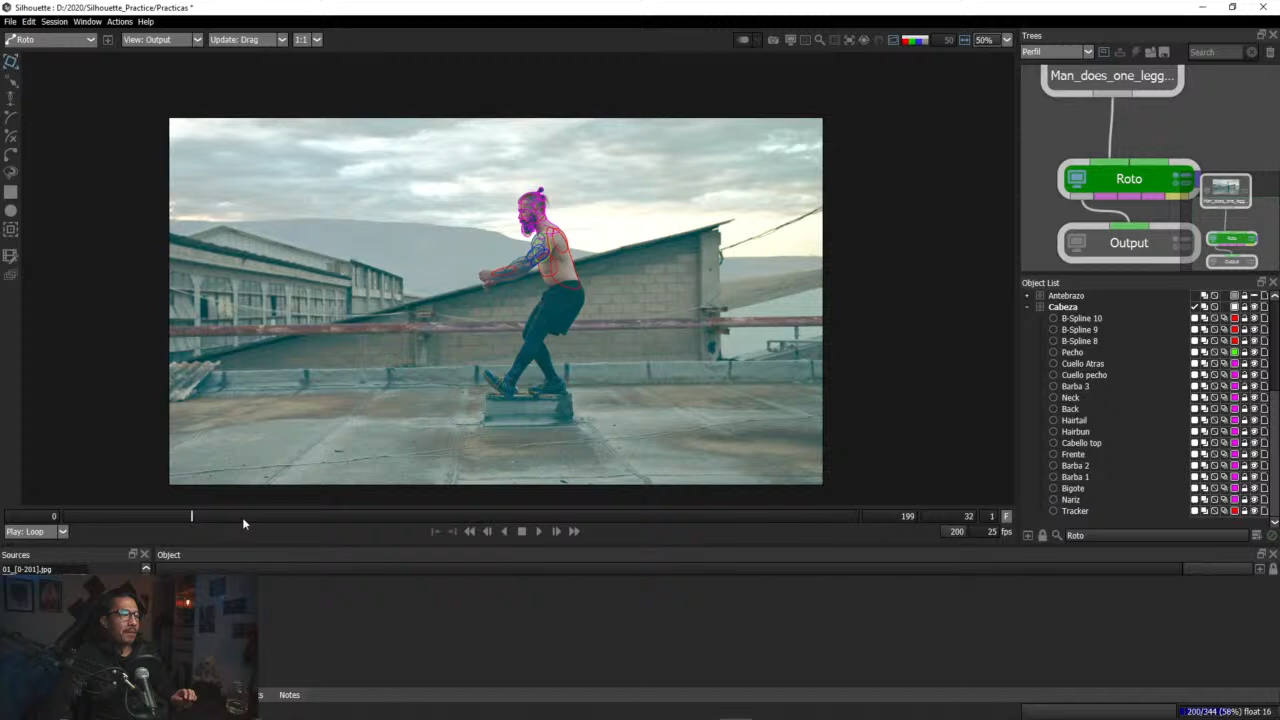 Silhouette : D:/2020/Silhouette_Practice/Practicas *
File Edit Session Window Actions Help
Roto
View: Output
Update: Drag
1:1
50
50%
Trees
Perfil
Search
Man_does_one_legg...
Roto
Output
Object List
Antebrazo
Cabeza
B-Spline 10
B-Spline 9
B-Spline 8
Pecho
Cuello Atras
Cuello pecho
Barba 3
Neck
Back
Hairtail
Hairbun
Cabello top
Frente
Barba 2
Barba 1
Bigote
Nariz
Tracker
Roto
0
199
32
1
F
Play: Loop
200
25 fps
Sources
Object
01_[0-201].jpg
Notes
200/344 (58%) float 16